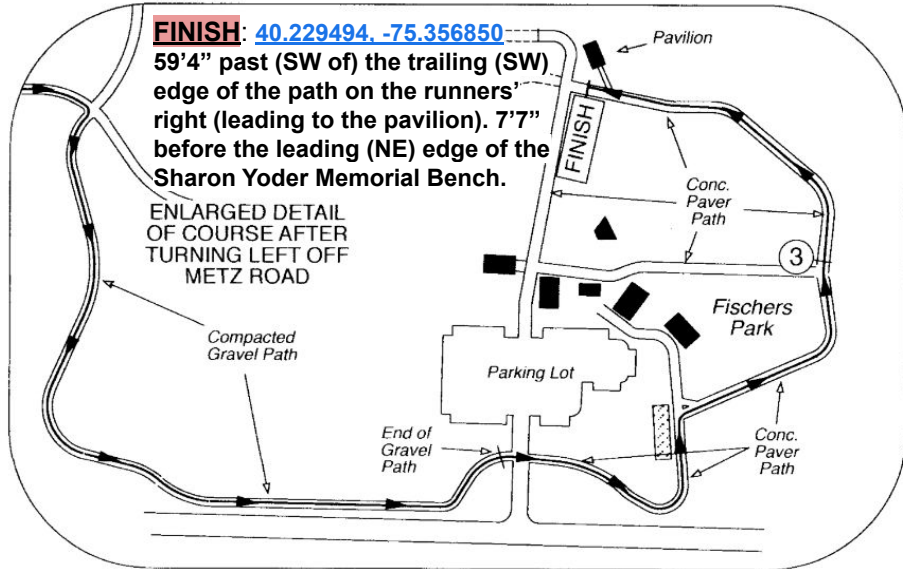 FINISH: 40.229494, -75.356850
59’4” past (SW of) the trailing (SW)
edge of the path on the runners’
right (leading to the pavilion). 7’7”
before the leading (NE) edge of the
Sharon Yoder Memorial Bench.
Pavilion
FINISH
ENLARGED DETAIL
OF COURSE AFTER
TURNING LEFT OFF
METZ ROAD
Conc.
Paver
Path
3
Fischers
Park
Compacted
Gravel Path
Parking Lot
End of
Gravel
Path
Conc.
Paver
Path